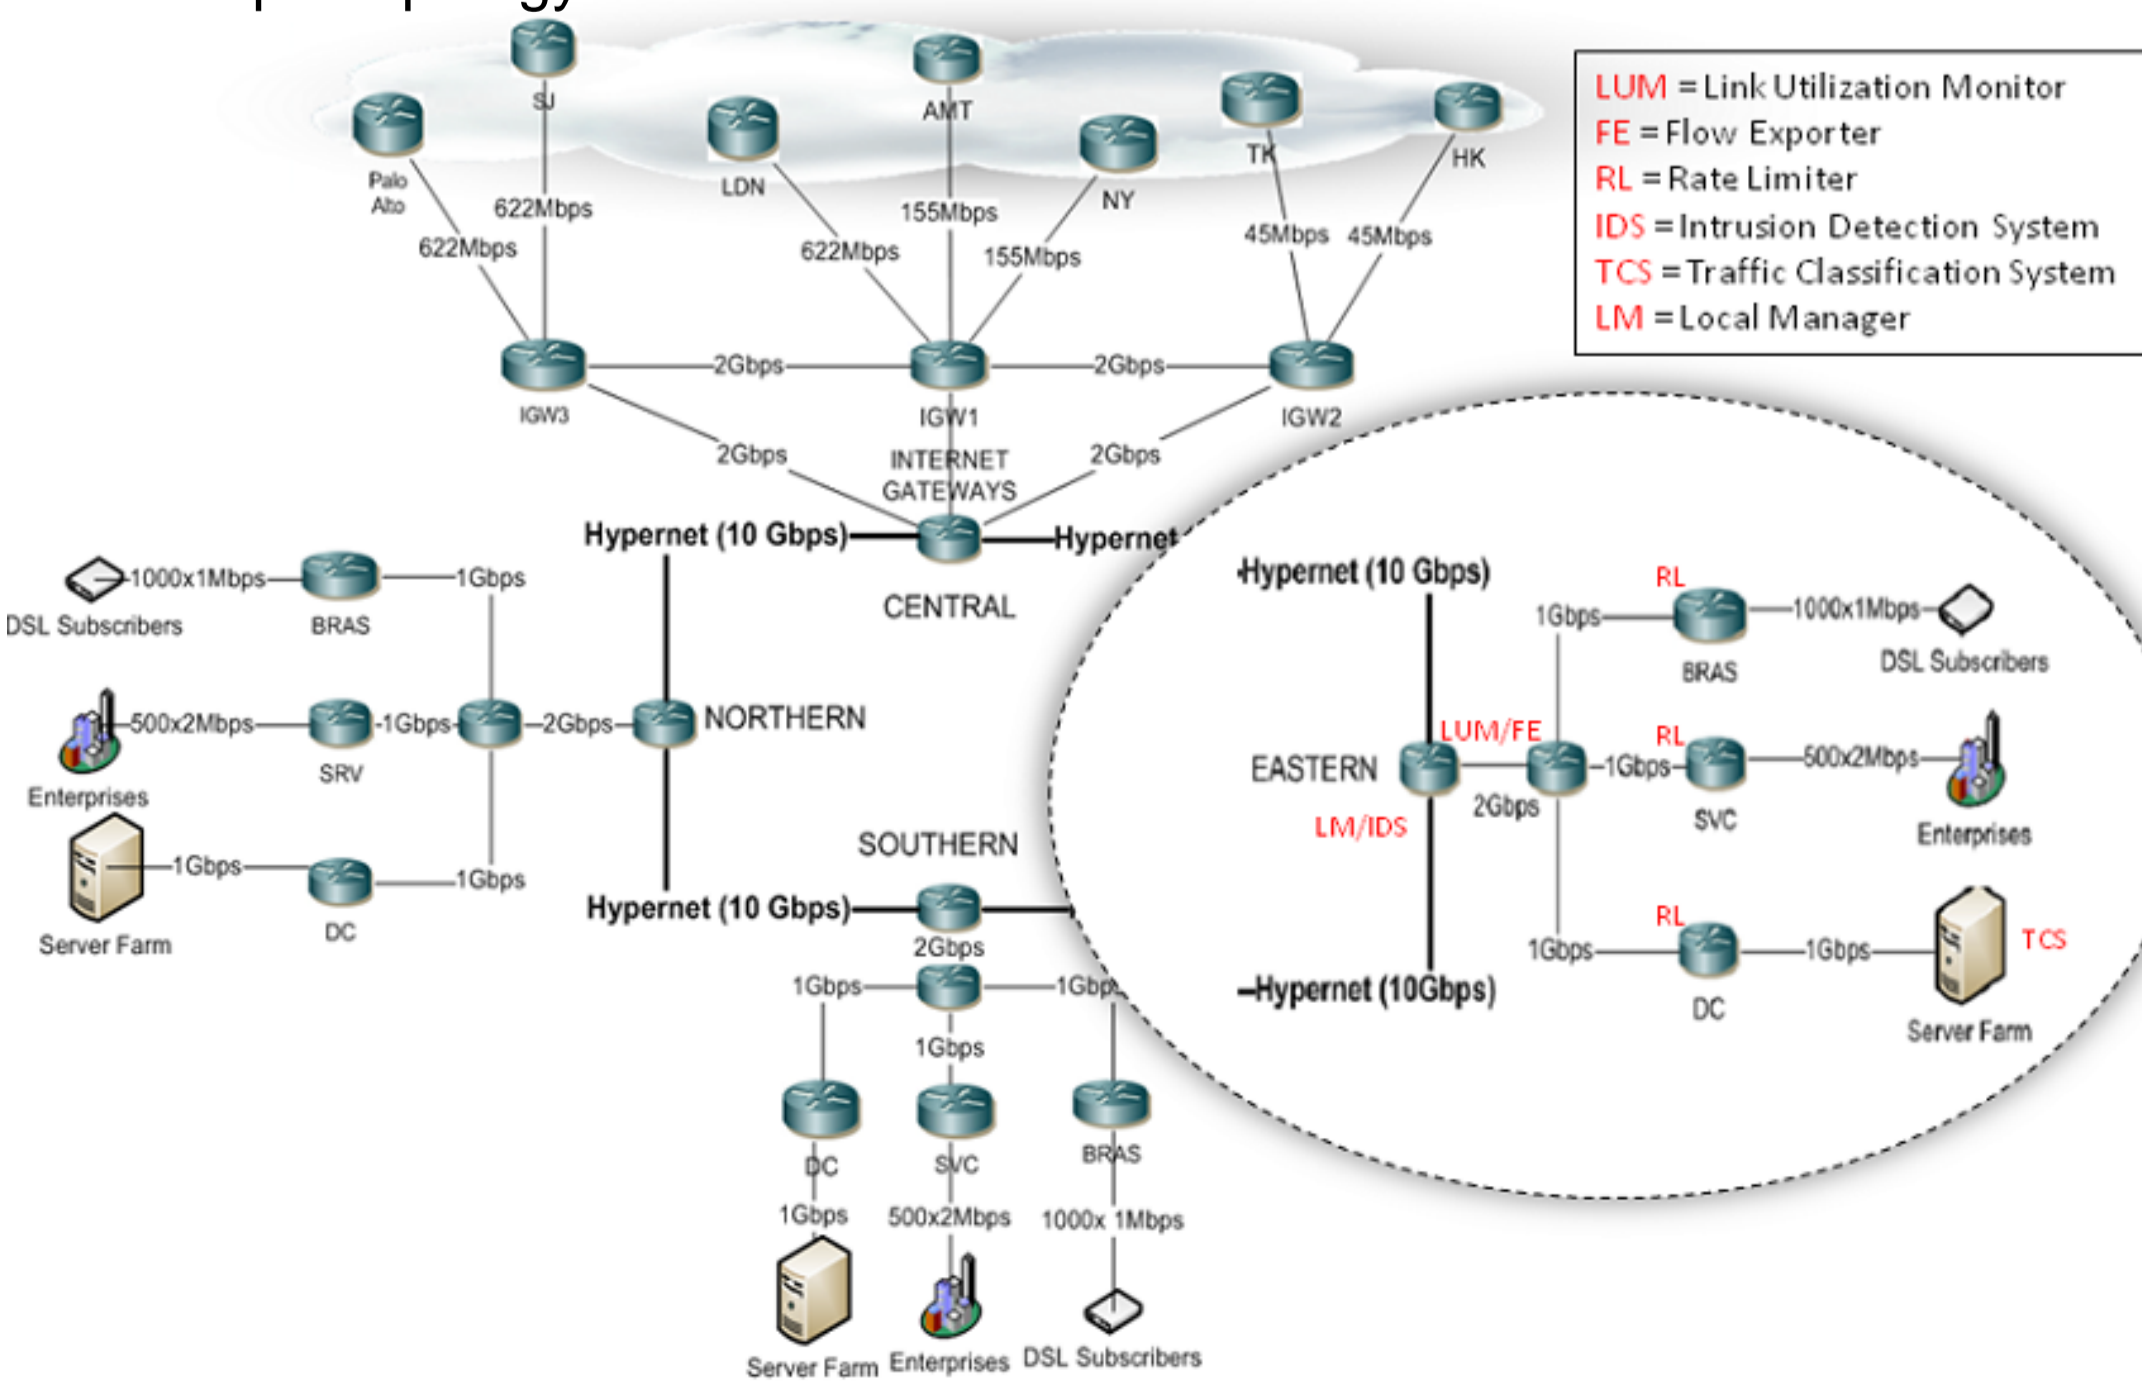 SJ
AMT
TK
HK
Palo
Alto
LDN
NY
622Mbps
622Mbps
622Mbps
155Mbps
155Mbps
45Mbps
45Mbps
LUM = Link Utilization Monitor
FE = Flow Exporter
RL = Rate Limiter
IDS = Intrusion Detection System
TCS = Traffic Classification System
LM = Local Manager
2Gbps
2Gbps
IGW3
IGW1
IGW2
2Gbps
INTERNET
GATEWAYS
2Gbps
Hypernet (10 Gbps)
Hypernet
CENTRAL
1000x1Mbps
1Gbps
DSL Subscribers
BRAS
500x2Mbps
1Gbps
2Gbps
NORTHERN
SRV
Enterprises
1Gbps
1Gbps
Server Farm
DC
SOUTHERN
Hypernet (10 Gbps)
2Gbps
1Gbps
1Gbps
1Gbps
DC
SVC
BRAS
1Gbps
500x2Mbps
1000x 1Mbps
Server Farm
Enterprises
DSL Subscribers
Hypernet (10 Gbps)
RL
1Gbps
1000x1Mbps
BRAS
DSL Subscribers
LUM/FE
RL
EASTERN
1Gbps
500x2Mbps
2Gbps
SVC
LM/IDS
Enterprises
RL
TCS
1Gbps
1Gbps
Hypernet (10Gbps)
DC
Server Farm